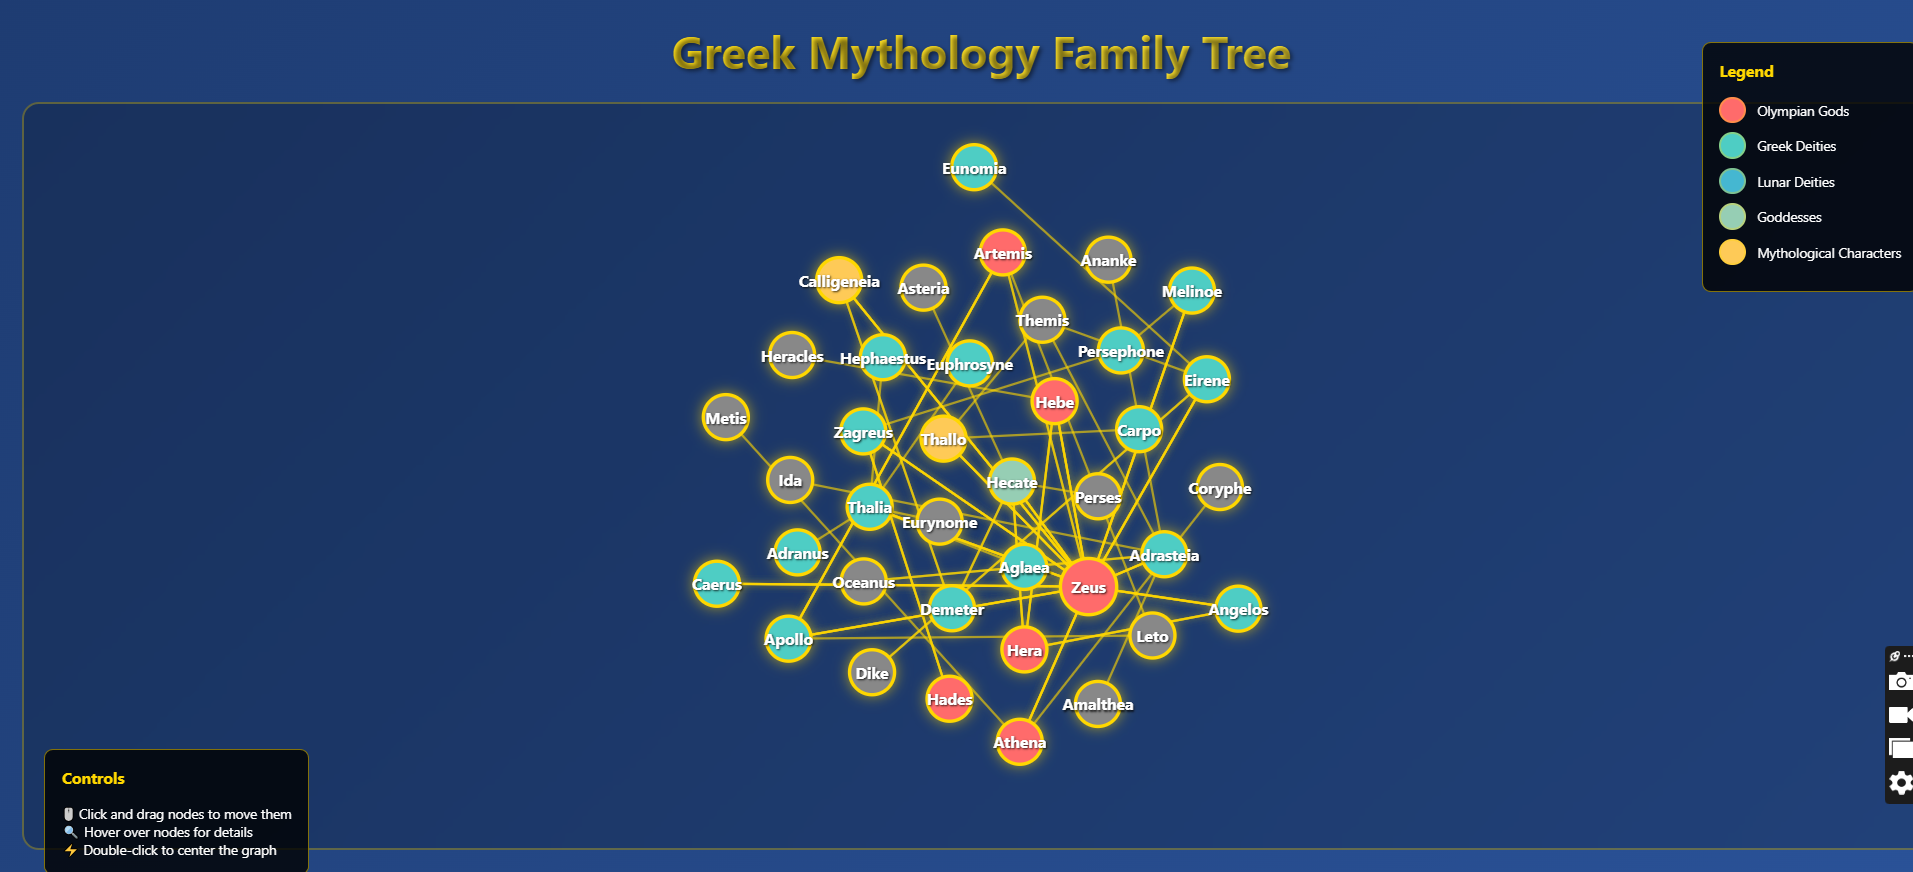 Greek Mythology Family Tree
Legend
Olympian Gods
Greek Deities
Lunar Deities
Goddesses
Mythological Characters
Eunomia
Artemis
Ananke
Calligeneia
Asteria
Melinoe
Themis
Heracles
Hephaestus
Euphrosyne
Persephone
Eirene
Hebe
Metis
Zagreus
Thallo
Carpo
Ida
Hecate
Perses
Coryphe
Thalia
Eurynome
Adranus
Aglaea
Adrasteia
Caerus
Oceanus
Zeus
Demeter
Angelos
Apollo
Hera
Leto
Dike
Hades
Amalthea
Athena
Controls
Click and drag nodes to move them
Hover over nodes for details
Double-click to center the graph